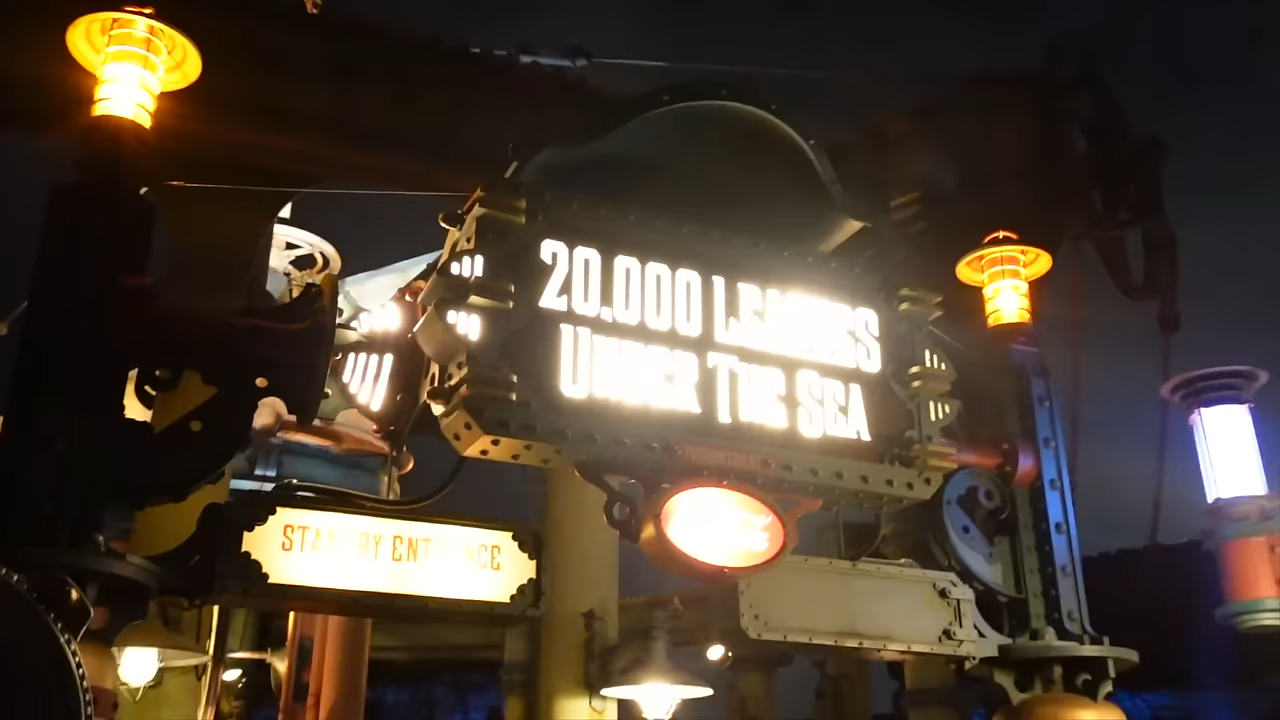 20.000 LEAGUES
UNDER THE SEA
STANDBY ENTRANCE